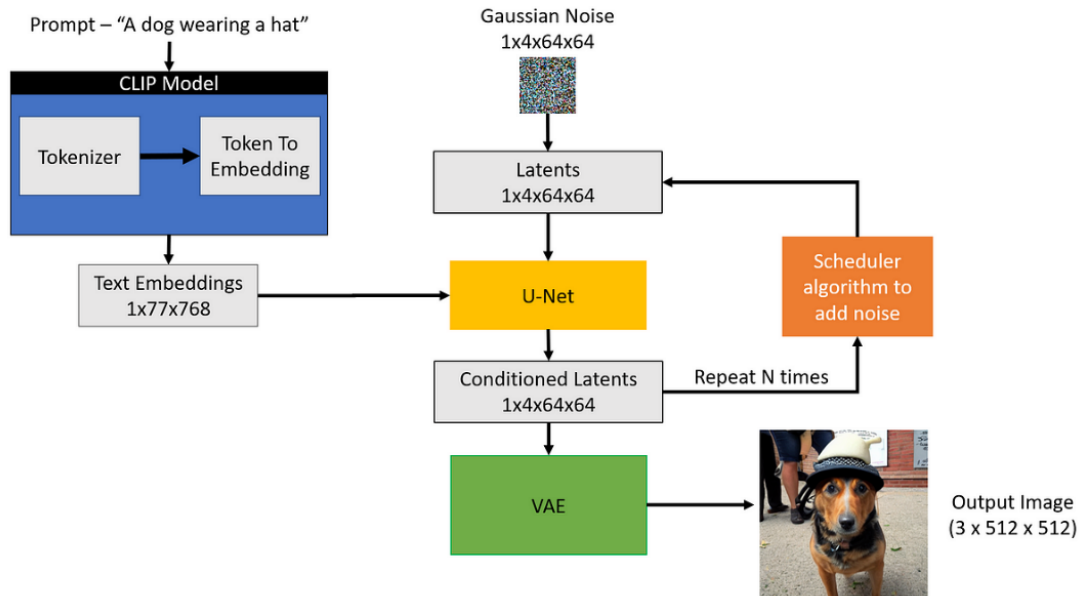 Prompt – “A dog wearing a hat”
CLIP Model
Tokenizer
Token To
Embedding
Text Embeddings
1x77x768
Gaussian Noise
1x4x64x64
Latents
1x4x64x64
U-Net
Conditioned Latents
1x4x64x64
Repeat N times
Scheduler
algorithm to
add noise
VAE
Output Image
(3 x 512 x 512)